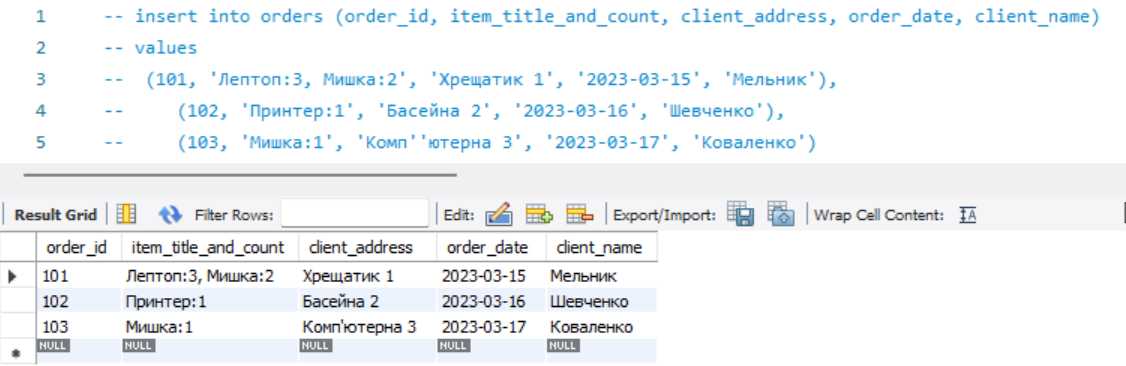 1 -- insert into orders (order_id, item_title_and_count, client_address, order_date, client_name)
2 -- values
3 -- (101, 'Лептоп:3, Мишка:2', 'Хрещатик 1', '2023-03-15', 'Мельник'),
4 -- (102, 'Принтер:1', 'Басейна 2', '2023-03-16', 'Шевченко'),
5 -- (103, 'Мишка:1', 'Комп''ютерна 3', '2023-03-17', 'Коваленко')
Result Grid Filter Rows: Edit: Export/Import: Wrap Cell Content: IA
order_id item_title_and_count client_address order_date client_name
101 Лептоп:3, Мишка:2 Хрещатик 1 2023-03-15 Мельник
102 Принтер:1 Басейна 2 2023-03-16 Шевченко
103 Мишка:1 Комп'ютерна 3 2023-03-17 Коваленко
NULL NULL NULL NULL NULL